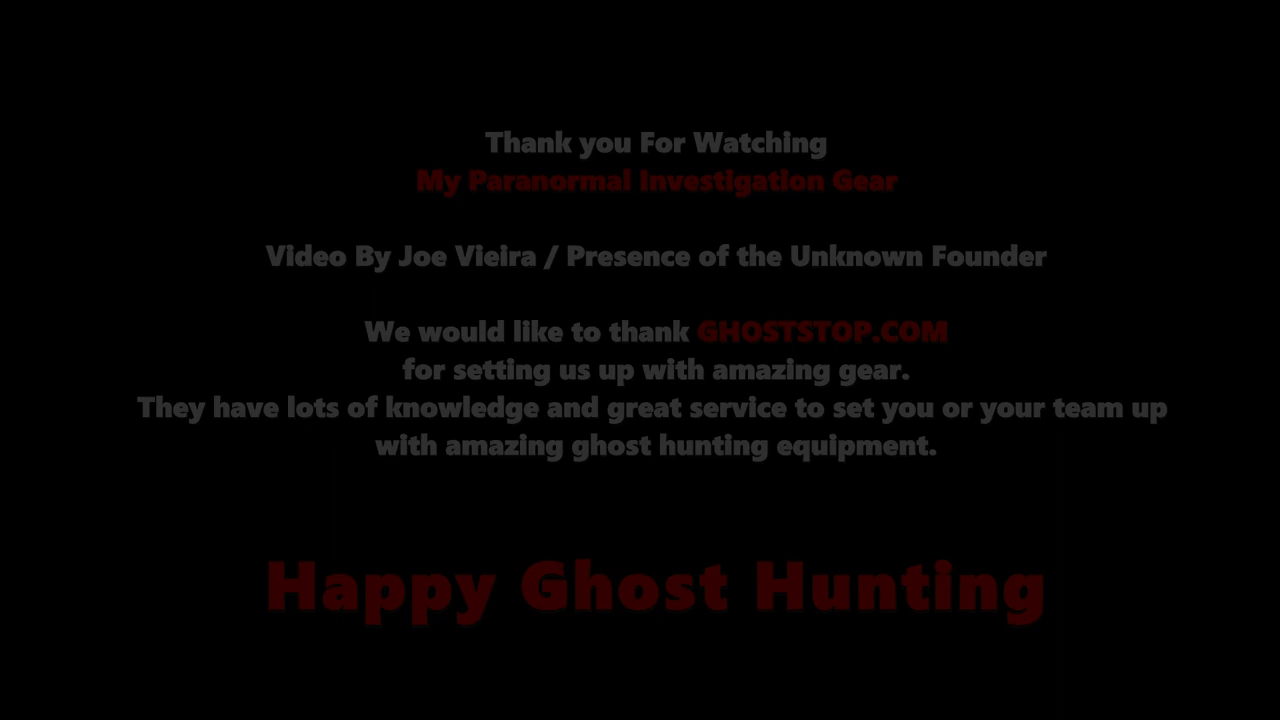 Thank you For Watching
My Paranormal Investigation Gear
Video By Joe Vieira / Presence of the Unknown Founder
We would like to thank GHOSTSTOP.COM
for setting us up with amazing gear.
They have lots of knowledge and great service to set you or your team up
with amazing ghost hunting equipment.
Happy Ghost Hunting